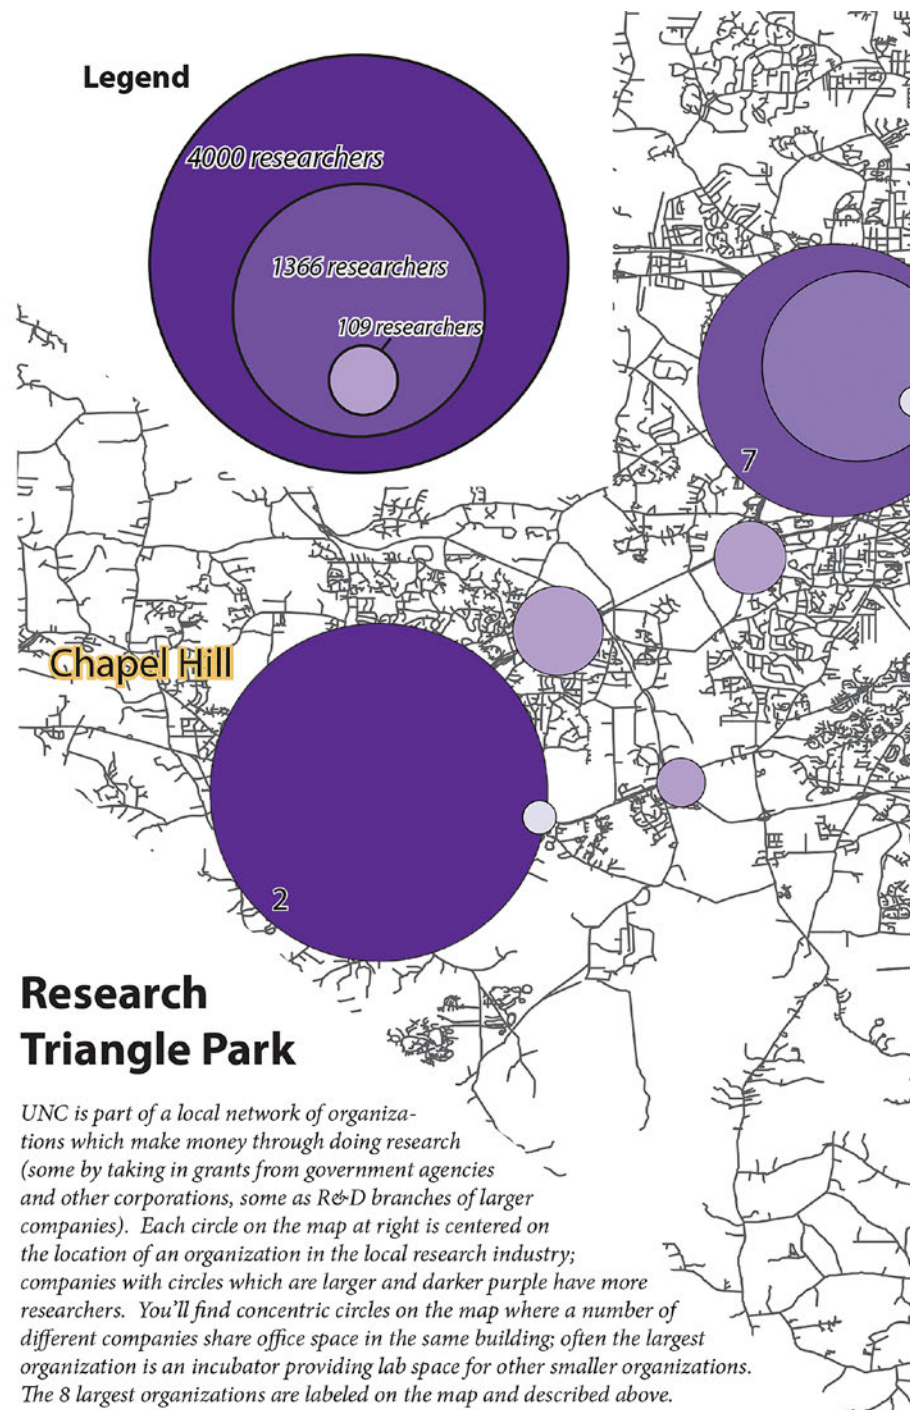 Legend
4000 researchers
1366 researchers
109 researchers
7
Chapel Hill
2
Research
Triangle Park
UNC is part of a local network of organiza-
tions which make money through doing research
(some by taking in grants from government agencies
and other corporations, some as R&D branches of larger
companies). Each circle on the map at right is centered on
the location of an organization in the local research industry;
companies with circles which are larger and darker purple have more
researchers. You'll find concentric circles on the map where a number of
different companies share office space in the same building; often the largest
organization is an incubator providing lab space for other smaller organizations.
The 8 largest organizations are labeled on the map and described above.